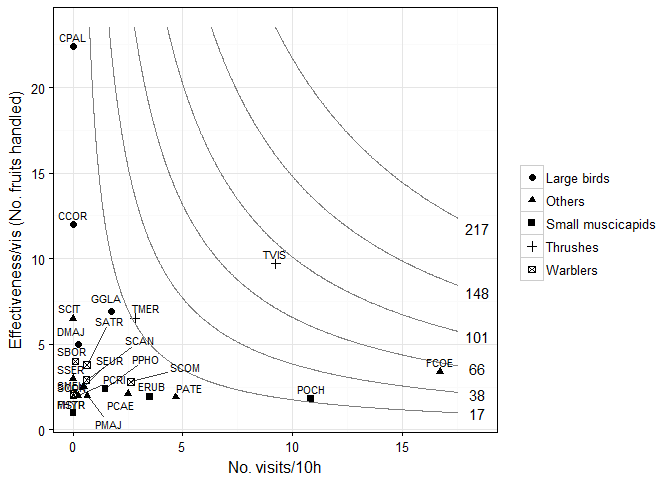 CPAL
20
217
CCOR
15
Large birds
Others
Small muscicapids
Thrushes
Warblers
TVIS
10
148
GGLA
SCIT
TMER
SATR
101
DMAJ
SCAN
5
SBOR
SEUR
PPHO
FCOE
66
SSER
SCOM
PCRI
ERUB
PATE
POCH
38
PCAE
17
PMAJ
0
0
5
10
15
No. visits/10h
Effectiveness/vis (No. fruits handled)